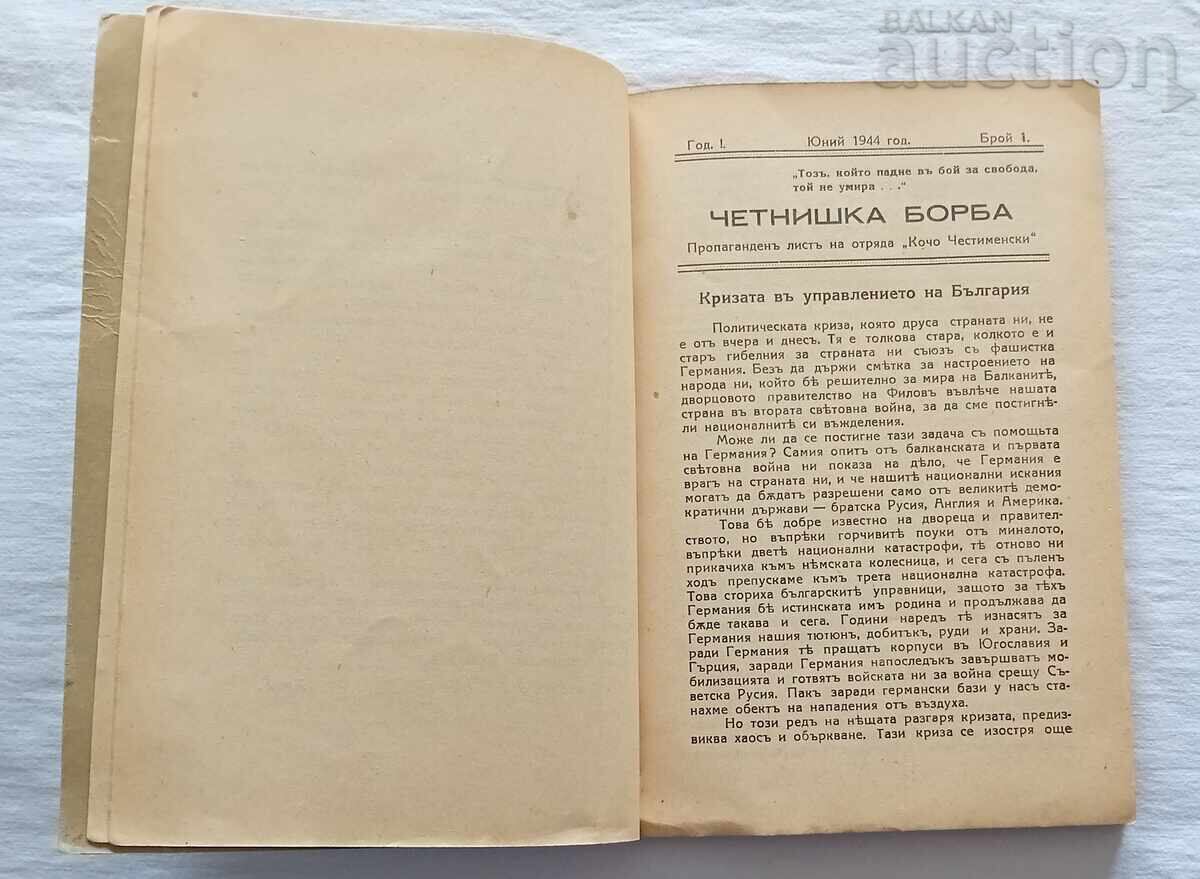 BALKAN
auction
Год. I. Юний 1944 год. Брой 1.
„Тозъ, който падне въ бой за свобода,
той не умира . . .“
ЧЕТНИШКА БОРБА
Пропаганденъ листъ на отряда „Кочо Честименски“
Кризата въ управлението на България
Политическата криза, която друса страната ни, не
е отъ вчера и днесъ. Тя е толкова стара, колкото е и
старъ гибелния за страната ни съюзъ съ фашистка
Германия. Безъ да държи смѣтка за настроението на
народа ни, който бѣ решително за мира на Балканитѣ,
дворцовото правителство на Филовъ въвлѣче нашата
страна въ втората свѣтовна война, за да сме постигнѣ-
ли националнитѣ си въжделения.
Може ли да се постигне тази задача съ помощьта
на Германия? Самия опитъ отъ балканската и първата
свѣтовна война ни показа на дѣло, че Германия е
врагъ на страната ни, и че нашитѣ национални искания
могатъ да бѫдатъ разрешени само отъ великитѣ демо-
кратични държави — братска Русия, Англия и Америка.
Това бѣ добре известно на двореца и правител-
ството, но въпрѣки горчивитѣ поуки отъ миналото,
въпрѣки дветѣ национални катастрофи, тѣ отново ни
прикачиха къмъ нѣмската колесница, и сега съ пъленъ
ходъ препускаме къмъ трета национална катастрофа.
Това сториха българскитѣ управници, защото за тѣхъ
Германия бѣ истинската имъ родина и продължава да
бѫде такава и сега. Години наредъ тѣ изнасятъ за
Германия нашия тютюнъ, добитъкъ, руди и храни. За-
ради Германия тѣ пращатъ корпуси въ Югославия и
Гърция, заради Германия напоследъкъ завършватъ мо-
билизацията и готвятъ войската ни за война срещу Съ-
ветска Русия. Пакъ заради германски бази у насъ ста-
нахме обектъ на нападения отъ въздуха.
Но този редъ на нѣщата разгаря кризата, предиз-
виква хаосъ и объркване. Тази криза се изостря още